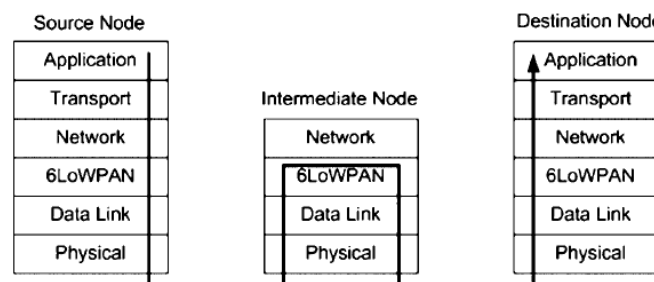 Source Node
Application
Transport
Network
6LoWPAN
Data Link
Physical
Intermediate Node
Network
6LoWPAN
Data Link
Physical
Destination Node
Application
Transport
Network
6LoWPAN
Data Link
Physical